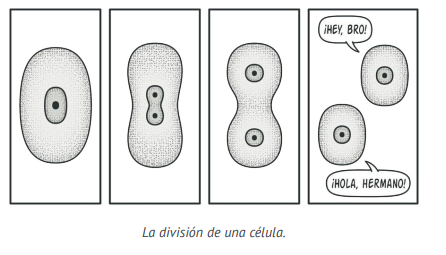 ¡HEY, BRO!
¡HOLA, HERMANO!
La división de una célula.